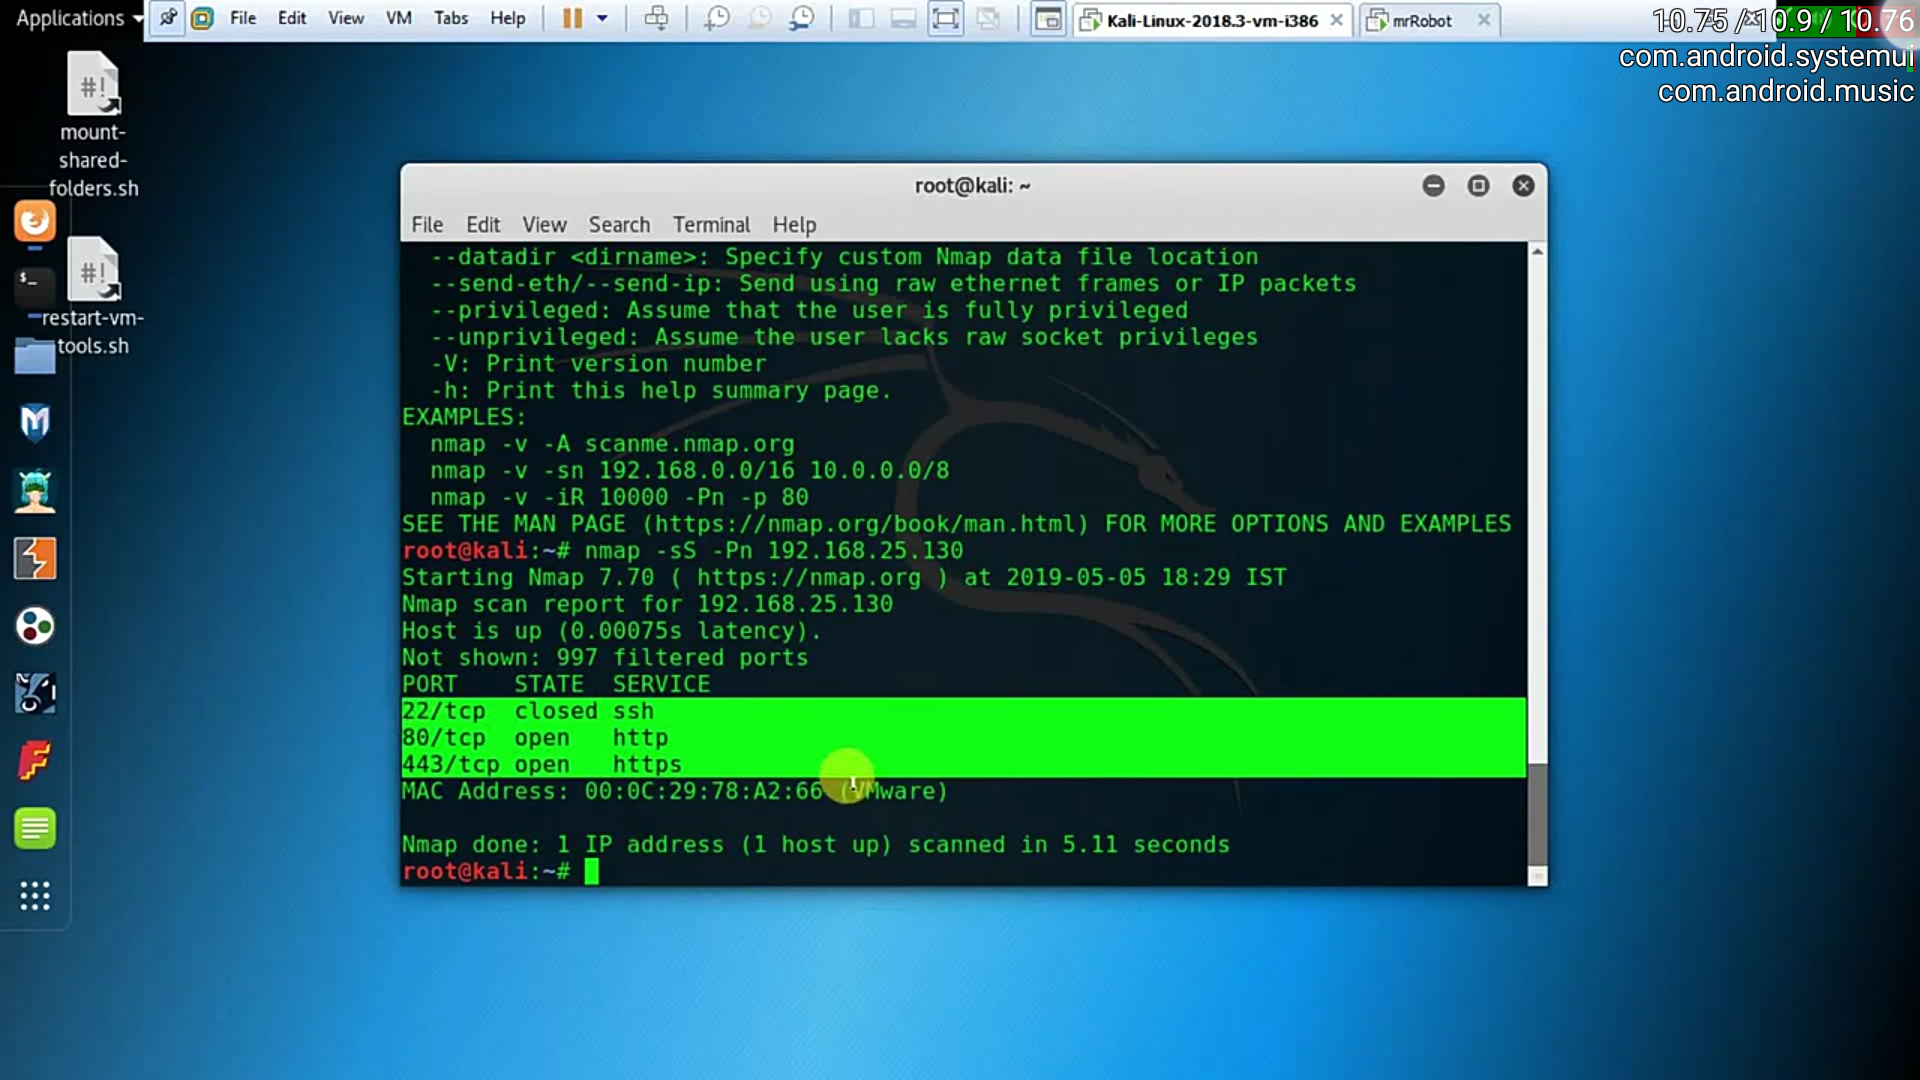 Applications
File Edit View VM Tabs Help
Kali-Linux-2018.3-vm-i386
mrRobot
10.75 / 10.9 / 10.76
com.android.systemui
com.android.music
#!
mount-
shared-
folders.sh
#!
restart-vm-
tools.sh
$_
root@kali: ~
File Edit View Search Terminal Help
--datadir <dirname>: Specify custom Nmap data file location
--send-eth/--send-ip: Send using raw ethernet frames or IP packets
--privileged: Assume that the user is fully privileged
--unprivileged: Assume the user lacks raw socket privileges
-V: Print version number
-h: Print this help summary page.
EXAMPLES:
nmap -v -A scanme.nmap.org
nmap -v -sn 192.168.0.0/16 10.0.0.0/8
nmap -v -iR 10000 -Pn -p 80
SEE THE MAN PAGE (https://nmap.org/book/man.html) FOR MORE OPTIONS AND EXAMPLES
root@kali:~# nmap -sS -Pn 192.168.25.130
Starting Nmap 7.70 ( https://nmap.org ) at 2019-05-05 18:29 IST
Nmap scan report for 192.168.25.130
Host is up (0.00075s latency).
Not shown: 997 filtered ports
PORT STATE SERVICE
22/tcp closed ssh
80/tcp open http
443/tcp open https
MAC Address: 00:0C:29:78:A2:66 (VMware)
Nmap done: 1 IP address (1 host up) scanned in 5.11 seconds
root@kali:~#